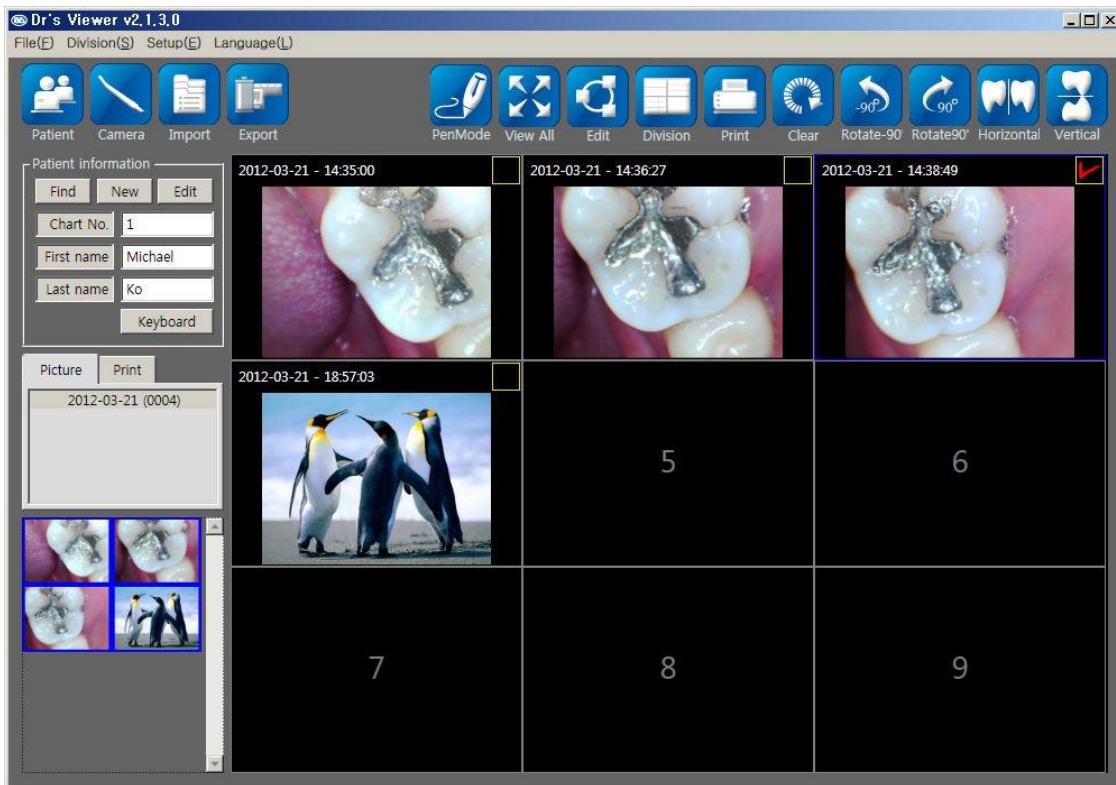 Dr's Viewer v2,1,3,0
File(F) Division(S) Setup(E) Language(L)
Patient Camera Import Export PenMode View All Edit Division Print Clear Rotate-90 Rotate90° Horizontal Vertical
-90° 90°
Patient information
Find New Edit
Chart No. 1
First name Michael
Last name Ko
Keyboard
Picture Print
2012-03-21 (0004)
2012-03-21 - 14:35:00
2012-03-21 - 14:36:27
2012-03-21 - 14:38:49
2012-03-21 - 18:57:03
5
6
7
8
9